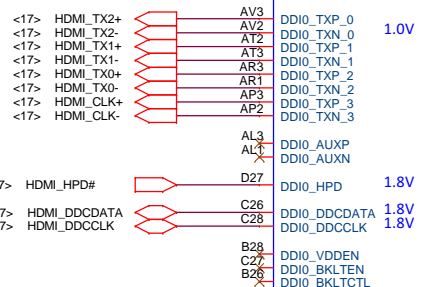 <17> HDMI_TX2+ AV3 DDI0_TXP_0
<17> HDMI_TX2- AV2 DDI0_TXN_0 1.0V
<17> HDMI_TX1+ AT2 DDI0_TXP_1
<17> HDMI_TX1- AT3 DDI0_TXN_1
<17> HDMI_TX0+ AR3 DDI0_TXP_2
<17> HDMI_TX0- AR1 DDI0_TXN_2
<17> HDMI_CLK+ AP3 DDI0_TXP_3
<17> HDMI_CLK- AP2 DDI0_TXN_3
AL3 DDI0_AUXP
AL1 DDI0_AUXN
7> HDMI_HPD# D27 DDI0_HPD 1.8V
7> HDMI_DDCDATA C26 DDI0_DDCDATA 1.8V
7> HDMI_DDCCLK C28 DDI0_DDCCLK 1.8V
B28 DDI0_VDDEN
C27 DDI0_BKLTEN
B26 DDI0_BKLTCTL